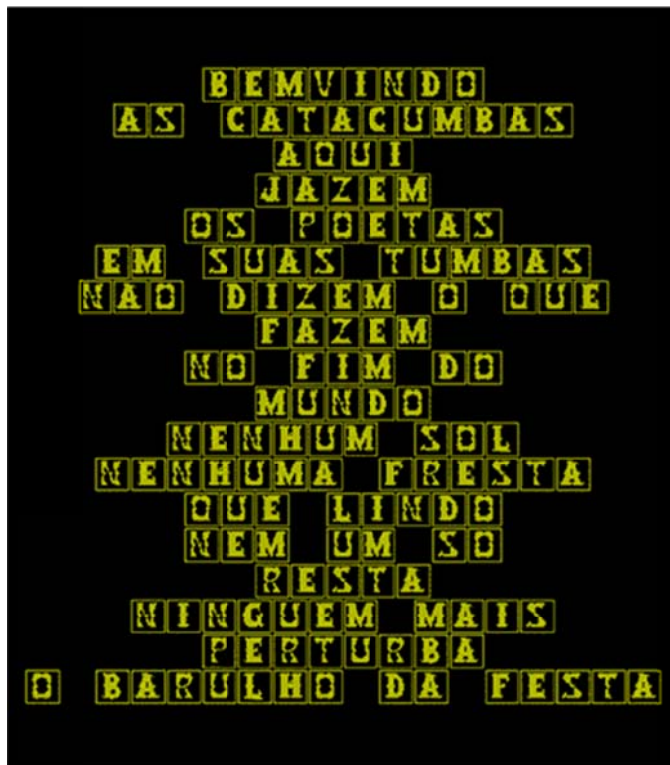 BEMVINDO
AS CATACUMBAS
AQUI
JAZEM
OS POETAS
EM SUAS TUMBAS
NAO DIZEM O QUE
FAZEM
NO FIM DO
MUNDO
NENHUM SOL
NENHUMA FRESTA
QUE LINDO
NEM UM SO
RESTA
NINGUEM MAIS
PERTURBA
O BARULHO DA FESTA